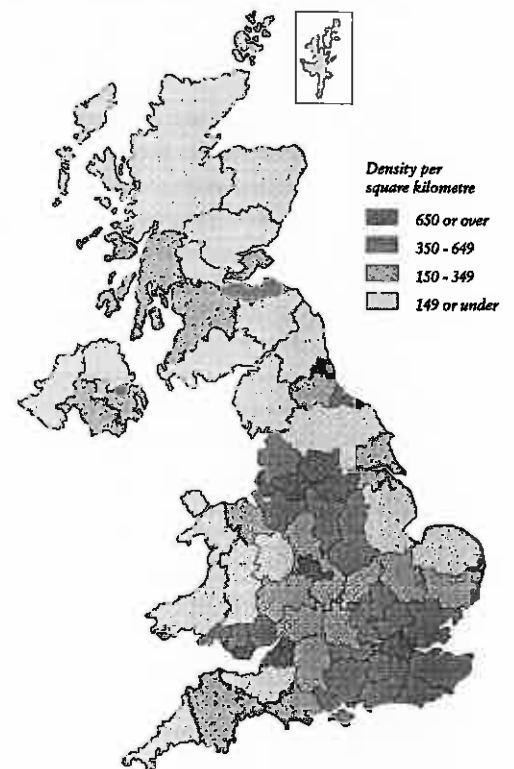 Density per
square kilometre
650 or over
350 - 649
150 - 349
149 or under